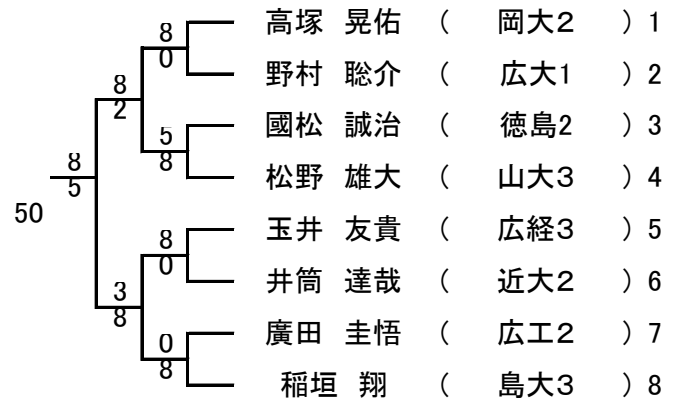 8 高塚 晃佑 ( 岡大2 ) 1
0
8 野村 聡介 ( 広大1 ) 2
2
5 國松 誠治 ( 徳島2 ) 3
8
8 松野 雄大 ( 山大3 ) 4
5
50
8 玉井 友貴 ( 広経3 ) 5
0
井筒 達哉 ( 近大2 ) 6
3
8
0 廣田 圭悟 ( 広工2 ) 7
8
稲垣 翔 ( 島大3 ) 8